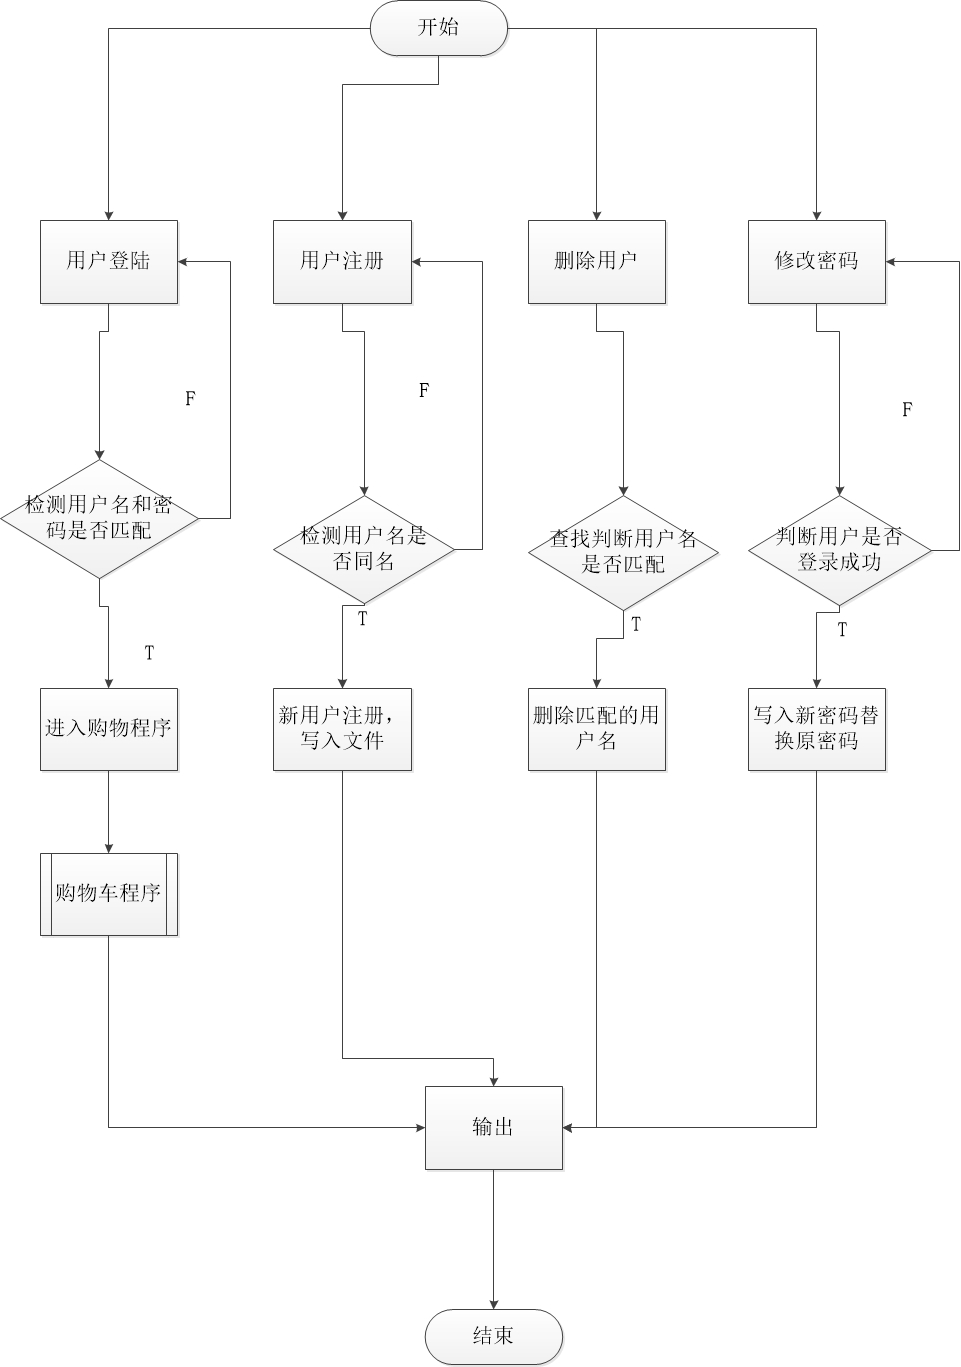 开始
用户登陆
用户注册
删除用户
修改密码
F
F
F
检测用户名和密
码是否匹配
检测用户名是
否同名
查找判断用户名
是否匹配
判断用户是否
登录成功
T
T
T
T
进入购物程序
新用户注册，
写入文件
删除匹配的用
户名
写入新密码替
换原密码
购物车程序
输出
结束